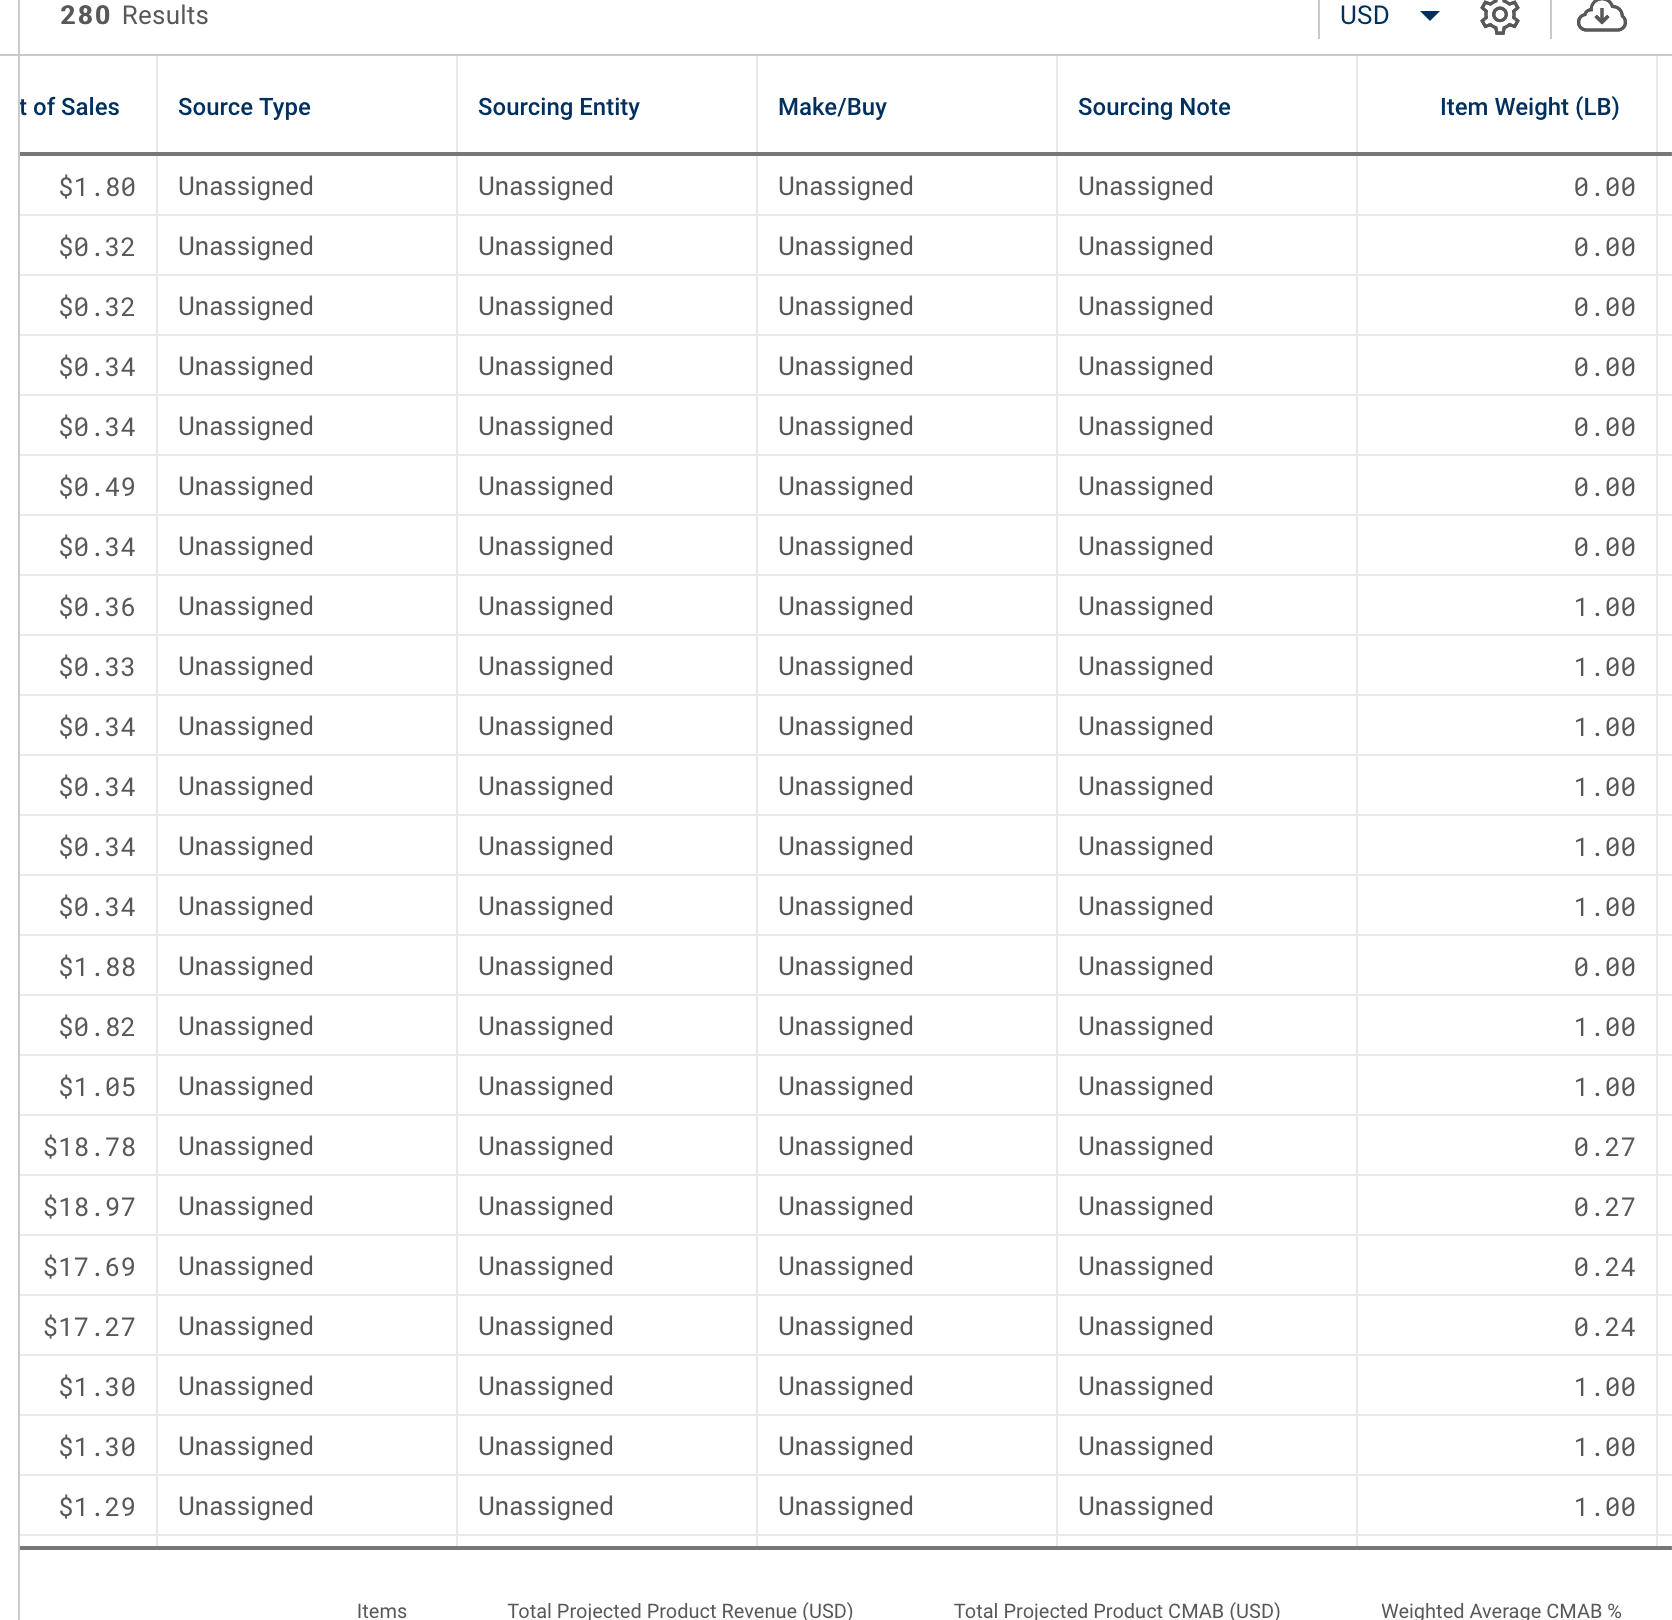 280 Results USD
t of Sales Source Type Sourcing Entity Make/Buy Sourcing Note Item Weight (LB)
$1.80 Unassigned Unassigned Unassigned Unassigned 0.00
$0.32 Unassigned Unassigned Unassigned Unassigned 0.00
$0.32 Unassigned Unassigned Unassigned Unassigned 0.00
$0.34 Unassigned Unassigned Unassigned Unassigned 0.00
$0.34 Unassigned Unassigned Unassigned Unassigned 0.00
$0.49 Unassigned Unassigned Unassigned Unassigned 0.00
$0.34 Unassigned Unassigned Unassigned Unassigned 0.00
$0.36 Unassigned Unassigned Unassigned Unassigned 1.00
$0.33 Unassigned Unassigned Unassigned Unassigned 1.00
$0.34 Unassigned Unassigned Unassigned Unassigned 1.00
$0.34 Unassigned Unassigned Unassigned Unassigned 1.00
$0.34 Unassigned Unassigned Unassigned Unassigned 1.00
$0.34 Unassigned Unassigned Unassigned Unassigned 1.00
$1.88 Unassigned Unassigned Unassigned Unassigned 0.00
$0.82 Unassigned Unassigned Unassigned Unassigned 1.00
$1.05 Unassigned Unassigned Unassigned Unassigned 1.00
$18.78 Unassigned Unassigned Unassigned Unassigned 0.27
$18.97 Unassigned Unassigned Unassigned Unassigned 0.27
$17.69 Unassigned Unassigned Unassigned Unassigned 0.24
$17.27 Unassigned Unassigned Unassigned Unassigned 0.24
$1.30 Unassigned Unassigned Unassigned Unassigned 1.00
$1.30 Unassigned Unassigned Unassigned Unassigned 1.00
$1.29 Unassigned Unassigned Unassigned Unassigned 1.00
Items Total Projected Product Revenue (USD) Total Projected Product CMAB (USD) Weighted Average CMAB %